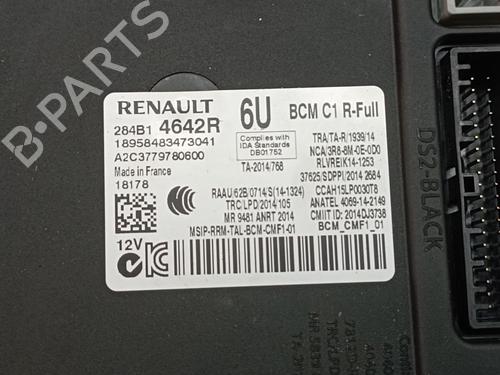 RENAULT
6U
BCM C1 R-Full
284B1 4642R
18958483473041
A2C3779780600
Made in France
18178
Complies with
IDA Standards
DB01752
TA-2014/768
TRA/TA-R/1939/14
NCA/3R8-8M-0E-0D0
RLVREIK14-1253
37625/SDPPI/2014 2684
RAAU/62B/0714/S(14-1324)
CCAH15LP0030T8
TRC/LPD/2014/105
ANATEL 4069-14-2149
MR 9481 ANRT 2014
CMIIT ID: 2014DJ3738
MSIP-RRM-TAL-BCM-CMF1-01
BCM_CMF1_01
12V
DS2-BLACK